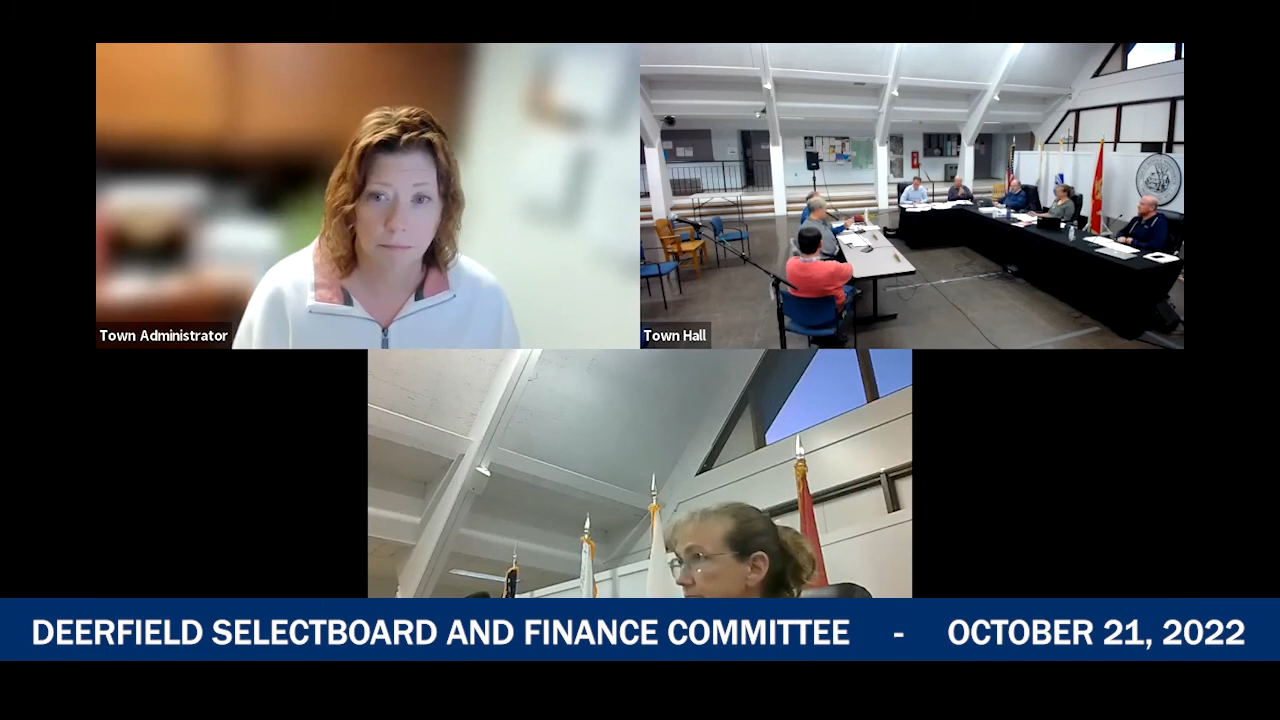 Town Administrator
Town Hall
DEERFIELD SELECTBOARD AND FINANCE COMMITTEE - OCTOBER 21, 2022